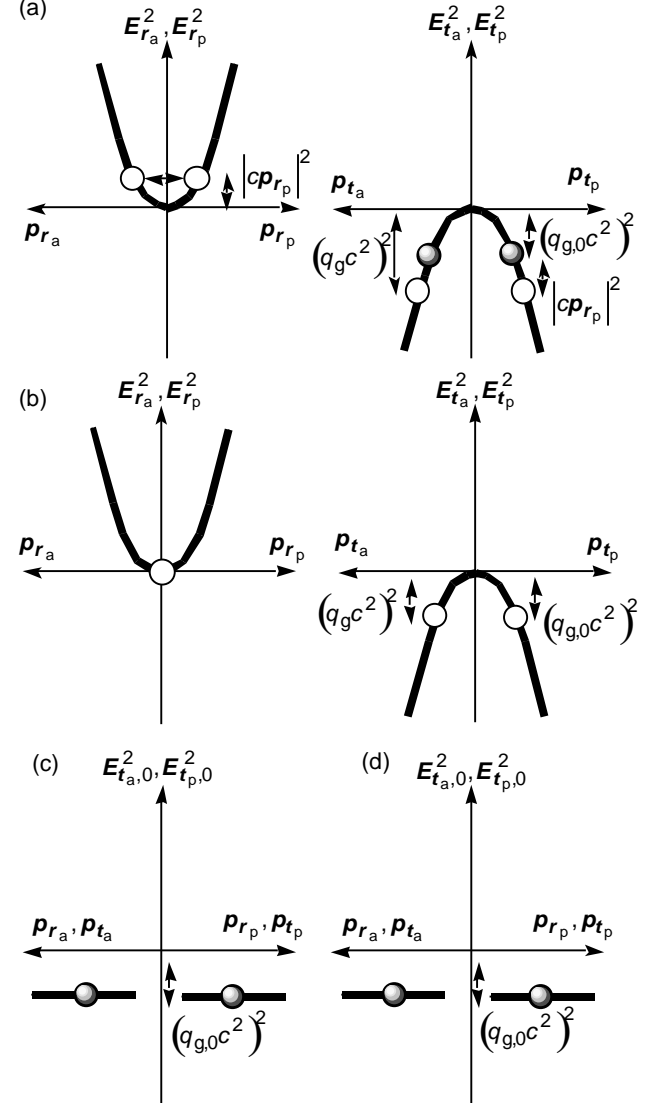 (a)
E_{r_a}^2, E_{r_p}^2
E_{t_a}^2, E_{t_p}^2
|cp_{r_p}|^2
p_{t_a}
p_{t_p}
p_{r_a}
p_{r_p}
(q_g c^2)^2
(q_{g,0} c^2)^2
|cp_{r_p}|^2
(b)
E_{r_a}^2, E_{r_p}^2
E_{t_a}^2, E_{t_p}^2
p_{r_a}
p_{r_p}
p_{t_a}
p_{t_p}
(q_g c^2)^2
(q_{g,0} c^2)^2
(c)
E_{t_a,0}^2, E_{t_p,0}^2
(d)
E_{t_a,0}^2, E_{t_p,0}^2
p_{r_a}, p_{t_a}
p_{r_p}, p_{t_p}
p_{r_a}, p_{t_a}
p_{r_p}, p_{t_p}
(q_{g,0} c^2)^2
(q_{g,0} c^2)^2